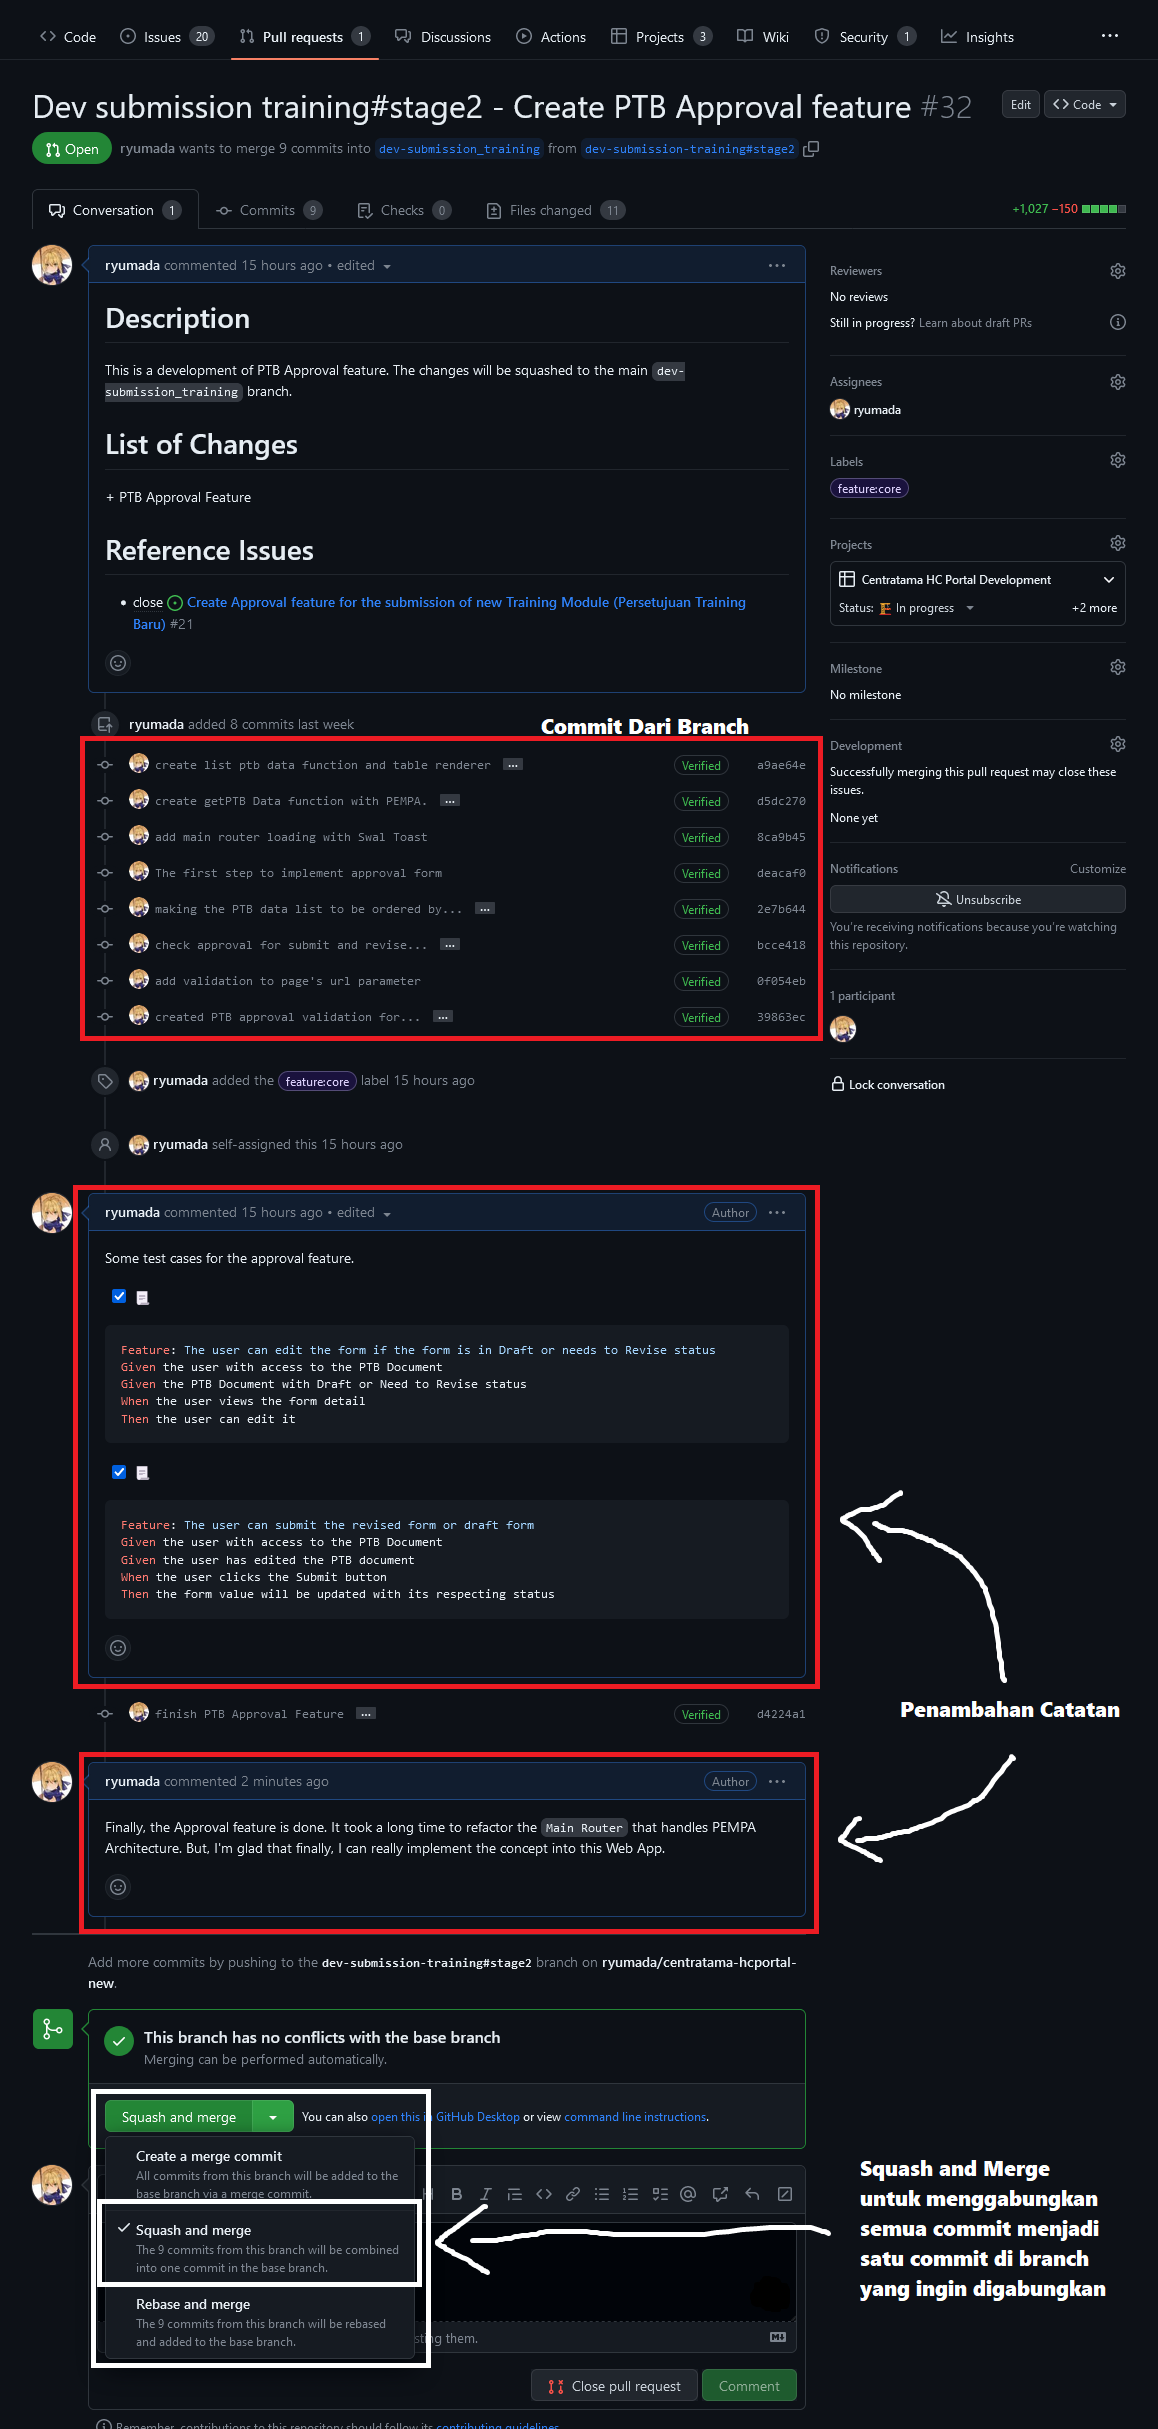 Code Issues 20 Pull requests 1 Discussions Actions Projects 3 Wiki Security 1 Insights ...
Dev submission training#stage2 - Create PTB Approval feature #32 Edit Code
Open ryumada wants to merge 9 commits into dev-submission_training from dev-submission-training#stage2
Conversation 1 Commits 9 Checks 0 Files changed 11 +1,027 −150
ryumada commented 15 hours ago • edited ...
Description
This is a development of PTB Approval feature. The changes will be squashed to the main dev-
submission_training branch.
List of Changes
+ PTB Approval Feature
Reference Issues
• close Create Approval feature for the submission of new Training Module (Persetujuan Training
Baru) #21
Reviewers
No reviews
Still in progress? Learn about draft PRs
Assignees
ryumada
Labels
feature:core
Projects
Centratama HC Portal Development
Status: In progress +2 more
Milestone
No milestone
Development
Successfully merging this pull request may close these
issues.
None yet
Notifications Customize
Unsubscribe
You're receiving notifications because you're watching
this repository.
1 participant
Lock conversation
ryumada added 8 commits last week
Commit Dari Branch
create list ptb data function and table renderer ... Verified a9ae64e
create getPTB Data function with PEMPA. ... Verified d5dc270
add main router loading with Swal Toast Verified 8ca9b45
The first step to implement approval form Verified deacaf0
making the PTB data list to be ordered by... ... Verified 2e7b644
check approval for submit and revise... ... Verified bcce418
add validation to page's url parameter Verified 0f054eb
created PTB approval validation for... ... Verified 39863ec
ryumada added the feature:core label 15 hours ago
ryumada self-assigned this 15 hours ago
ryumada commented 15 hours ago • edited Author ...
Some test cases for the approval feature.
Feature: The user can edit the form if the form is in Draft or needs to Revise status
Given the user with access to the PTB Document
Given the PTB Document with Draft or Need to Revise status
When the user views the form detail
Then the user can edit it
Feature: The user can submit the revised form or draft form
Given the user with access to the PTB Document
Given the user has edited the PTB document
When the user clicks the Submit button
Then the form value will be updated with its respecting status
Penambahan Catatan
finish PTB Approval Feature ... Verified d4224a1
ryumada commented 2 minutes ago Author ...
Finally, the Approval feature is done. It took a long time to refactor the Main Router that handles PEMPA
Architecture. But, I'm glad that finally, I can really implement the concept into this Web App.
Add more commits by pushing to the dev-submission-training#stage2 branch on ryumada/centratama-hcportal-
new.
This branch has no conflicts with the base branch
Merging can be performed automatically.
Squash and merge You can also open this in GitHub Desktop or view command line instructions.
Create a merge commit
All commits from this branch will be added to the
base branch via a merge commit.
Squash and merge
The 9 commits from this branch will be combined
into one commit in the base branch.
Rebase and merge
The 9 commits from this branch will be rebased
and added to the base branch.
H B I @
them.
Squash and Merge
untuk menggabungkan
semua commit menjadi
satu commit di branch
yang ingin digabungkan
Close pull request Comment
Remember, contributions to this repository should follow its contributing guidelines